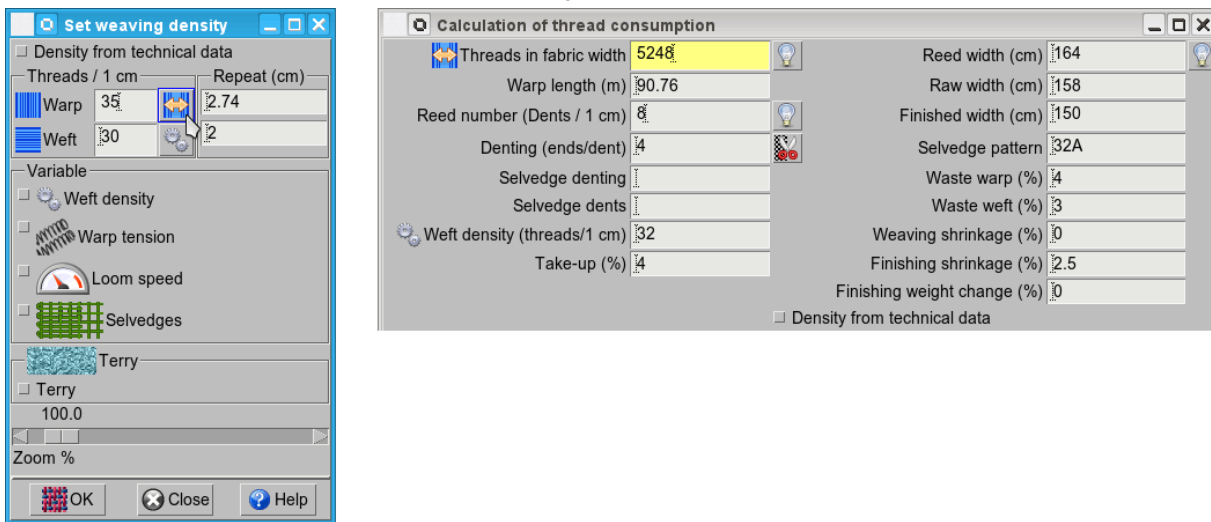 Set weaving density
Density from technical data
Threads / 1 cm Repeat (cm)
Warp 35 2.74
Weft 30 2
Variable
Weft density
Warp tension
Loom speed
Selvedges
Terry
Terry
100.0
Zoom %
OK Close Help
Calculation of thread consumption
Threads in fabric width 5248 Reed width (cm) 164
Warp length (m) 90.76 Raw width (cm) 158
Reed number (Dents / 1 cm) 8 Finished width (cm) 150
Denting (ends/dent) 4 Selvedge pattern 32A
Selvedge denting Waste warp (%) 4
Selvedge dents Waste weft (%) 3
Weft density (threads/1 cm) 32 Weaving shrinkage (%) 0
Take-up (%) 4 Finishing shrinkage (%) 2.5
Finishing weight change (%) 0
Density from technical data